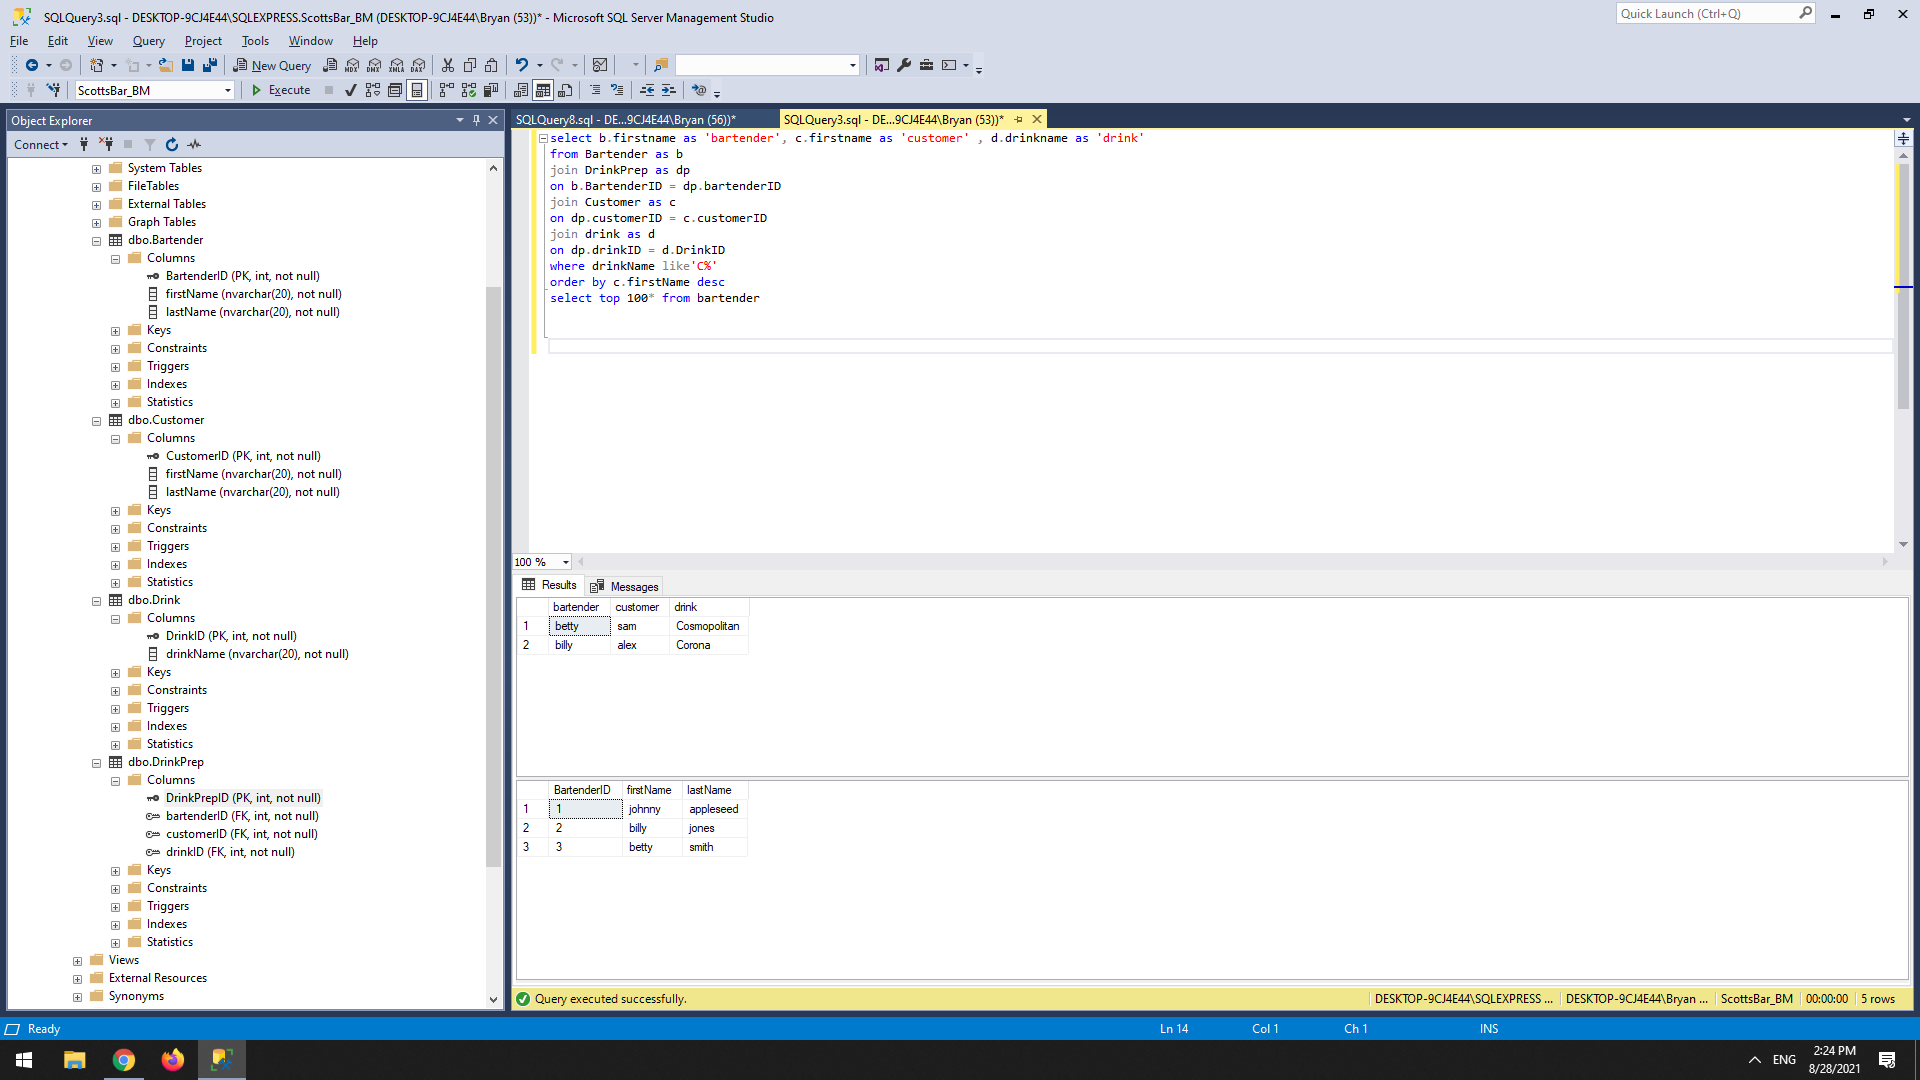 SQLQuery3.sql - DESKTOP-9CJ4E44\SQLEXPRESS.ScottsBar_BM (DESKTOP-9CJ4E44\Bryan (53))* - Microsoft SQL Server Management Studio
Quick Launch (Ctrl+Q)
File Edit View Query Project Tools Window Help
New Query
MDX DMX XMLA DAX
ScottsBar_BM
Execute
Object Explorer
Connect
System Tables
FileTables
External Tables
Graph Tables
dbo.Bartender
Columns
BartenderID (PK, int, not null)
firstName (nvarchar(20), not null)
lastName (nvarchar(20), not null)
Keys
Constraints
Triggers
Indexes
Statistics
dbo.Customer
Columns
CustomerID (PK, int, not null)
firstName (nvarchar(20), not null)
lastName (nvarchar(20), not null)
Keys
Constraints
Triggers
Indexes
Statistics
dbo.Drink
Columns
DrinkID (PK, int, not null)
drinkName (nvarchar(20), not null)
Keys
Constraints
Triggers
Indexes
Statistics
dbo.DrinkPrep
Columns
DrinkPrepID (PK, int, not null)
bartenderID (FK, int, not null)
customerID (FK, int, not null)
drinkID (FK, int, not null)
Keys
Constraints
Triggers
Indexes
Statistics
Views
External Resources
Synonyms
SQLQuery8.sql - DE...9CJ4E44\Bryan (56))*
SQLQuery3.sql - DE...9CJ4E44\Bryan (53))*
select b.firstname as 'bartender', c.firstname as 'customer' , d.drinkname as 'drink'
from Bartender as b
join DrinkPrep as dp
on b.BartenderID = dp.bartenderID
join Customer as c
on dp.customerID = c.customerID
join drink as d
on dp.drinkID = d.DrinkID
where drinkName like'C%'
order by c.firstName desc
select top 100* from bartender
100 %
Results Messages
bartender customer drink
1 betty sam Cosmopolitan
2 billy alex Corona
BartenderID firstName lastName
1 1 johnny appleseed
2 2 billy jones
3 3 betty smith
Query executed successfully.
DESKTOP-9CJ4E44\SQLEXPRESS ... DESKTOP-9CJ4E44\Bryan ... ScottsBar_BM 00:00:00 5 rows
Ready
Ln 14 Col 1 Ch 1 INS
ENG
2:24 PM
8/28/2021